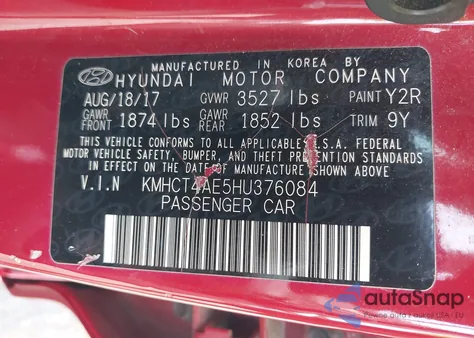 MANUFACTURED IN KOREA BY
HYUNDAI MOTOR COMPANY
AUG/18/17 GVWR 3527 lbs PAINT Y2R
GAWR FRONT 1874 lbs GAWR REAR 1852 lbs TRIM 9Y
THIS VEHICLE CONFORMS TO ALL APPLICABLE U.S.A. FEDERAL
MOTOR VEHICLE SAFETY, BUMPER, AND THEFT PREVENTION STANDARDS
IN EFFECT ON THE DATE OF MANUFACTURE SHOWN ABOVE.
V.I.N KMHCT4AE5HU376084
PASSENGER CAR
autoSnap